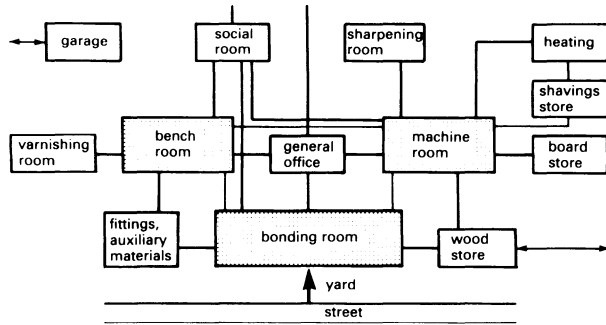 garage
social
room
sharpening
room
heating
shavings
store
varnishing
room
bench
room
general
office
machine
room
board
store
fittings,
auxiliary
materials
bonding room
wood
store
yard
street